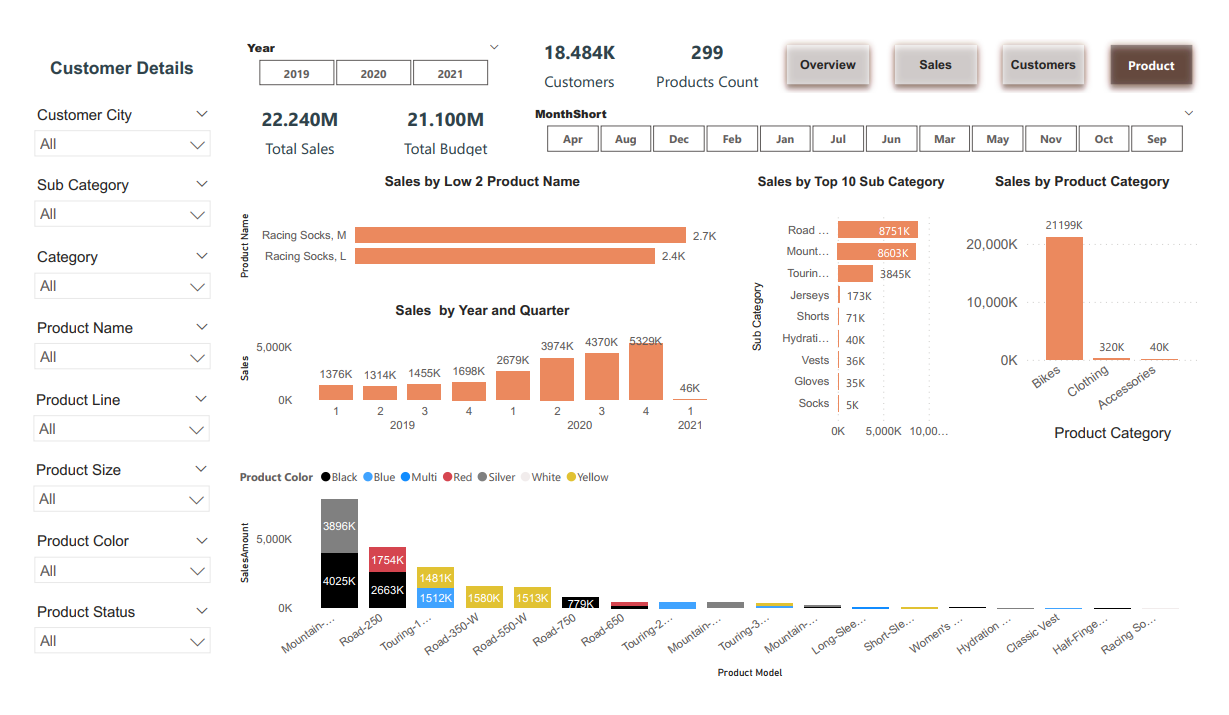 Customer Details
Customer City
All
Sub Category
All
Category
All
Product Name
All
Product Line
All
Product Size
All
Product Color
All
Product Status
All
Year
2019 2020 2021
18.484K
Customers
299
Products Count
Overview Sales Customers Product
22.240M
Total Sales
21.100M
Total Budget
MonthShort
Apr Aug Dec Feb Jan Jul Jun Mar May Nov Oct Sep
Sales by Low 2 Product Name
Product Name
Racing Socks, M 2.7K
Racing Socks, L 2.4K
Sales by Year and Quarter
Sales
5,000K
0K
1376K 1314K 1455K 1698K 2679K 3974K 4370K 5329K 46K
1 2 3 4 1 2 3 4 1
2019 2020 2021
Sales by Top 10 Sub Category
Sub Category
Road ... 8751K
Mount... 8603K
Tourin... 3845K
Jerseys 173K
Shorts 71K
Hydrati... 40K
Vests 36K
Gloves 35K
Socks 5K
0K 5,000K 10,00...
Sales by Product Category
20,000K
10,000K
0K
21199K 320K 40K
Bikes Clothing Accessories
Product Category
Product Color Black Blue Multi Red Silver White Yellow
SalesAmount
5,000K
0K
3896K
4025K
1754K
2663K
1481K
1512K
1580K
1513K
779K
Mountain-... Road-250 Touring-1... Road-350-W Road-550-W Road-750 Road-650 Touring-2... Mountain-... Touring-3... Mountain-... Long-Slee... Short-Sle... Women's ... Hydration ... Classic Vest Half-Finge... Racing So...
Product Model